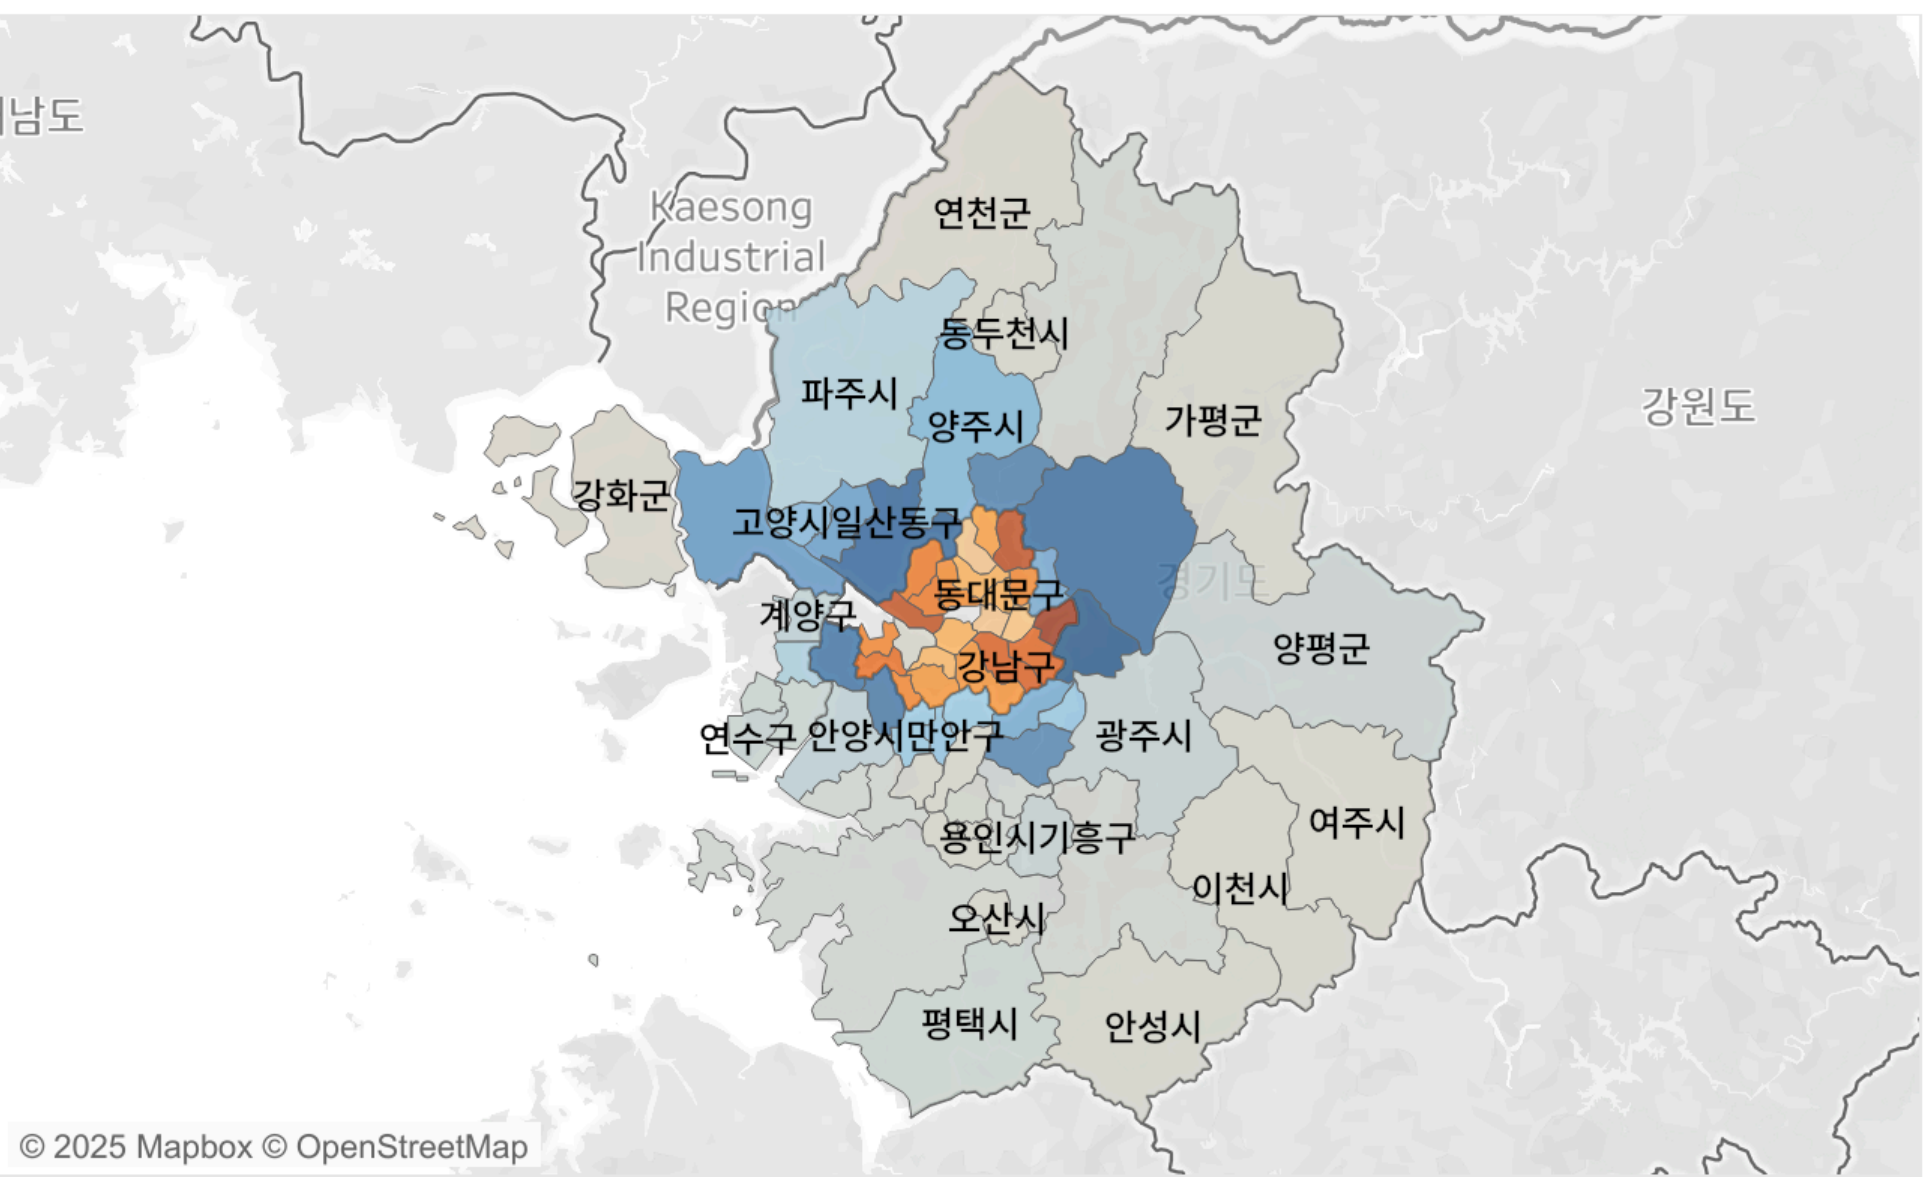 남도
Kaesong
Industrial
Region
연천군
동두천시
파주시
양주시
가평군
강원도
강화군
고양시일산동구
경기도
동대문구
계양구
양평군
강남구
연수구
안양시만안구
광주시
여주시
용인시기흥구
이천시
오산시
평택시
안성시
© 2025 Mapbox © OpenStreetMap